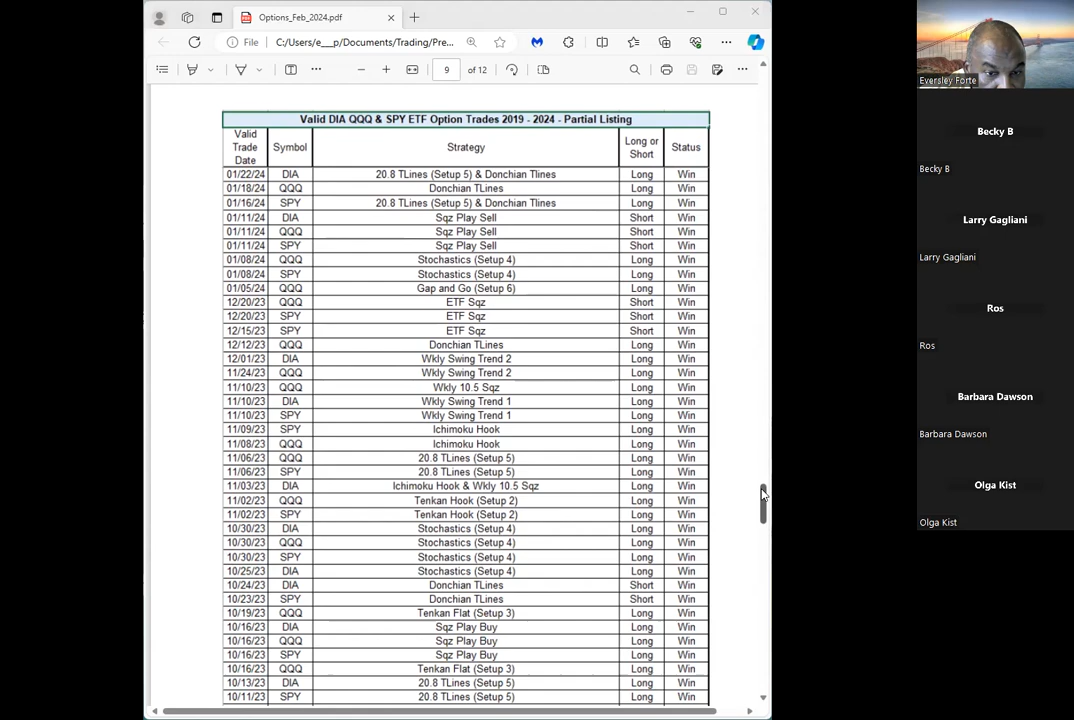 Options_Feb_2024.pdf
File
C:/Users/e___p/Documents/Trading/Pre...
9 of 12
Valid DIA QQQ & SPY ETF Option Trades 2019 - 2024 - Partial Listing
Valid Trade Date Symbol Strategy Long or Short Status
01/22/24 DIA 20.8 TLines (Setup 5) & Donchian Tlines Long Win
01/18/24 QQQ Donchian TLines Long Win
01/16/24 SPY 20.8 TLines (Setup 5) & Donchian Tlines Long Win
01/11/24 DIA Sqz Play Sell Short Win
01/11/24 QQQ Sqz Play Sell Short Win
01/11/24 SPY Sqz Play Sell Short Win
01/08/24 QQQ Stochastics (Setup 4) Long Win
01/08/24 SPY Stochastics (Setup 4) Long Win
01/05/24 QQQ Gap and Go (Setup 6) Long Win
12/20/23 QQQ ETF Sqz Short Win
12/20/23 SPY ETF Sqz Short Win
12/15/23 SPY ETF Sqz Short Win
12/12/23 QQQ Donchian TLines Long Win
12/01/23 DIA Wkly Swing Trend 2 Long Win
11/24/23 QQQ Wkly Swing Trend 2 Long Win
11/10/23 QQQ Wkly 10.5 Sqz Long Win
11/10/23 DIA Wkly Swing Trend 1 Long Win
11/10/23 SPY Wkly Swing Trend 1 Long Win
11/09/23 SPY Ichimoku Hook Long Win
11/08/23 QQQ Ichimoku Hook Long Win
11/06/23 QQQ 20.8 TLines (Setup 5) Long Win
11/06/23 SPY 20.8 TLines (Setup 5) Long Win
11/03/23 DIA Ichimoku Hook & Wkly 10.5 Sqz Long Win
11/02/23 QQQ Tenkan Hook (Setup 2) Long Win
11/02/23 SPY Tenkan Hook (Setup 2) Long Win
10/30/23 DIA Stochastics (Setup 4) Long Win
10/30/23 QQQ Stochastics (Setup 4) Long Win
10/30/23 SPY Stochastics (Setup 4) Long Win
10/25/23 DIA Stochastics (Setup 4) Long Win
10/24/23 DIA Donchian TLines Short Win
10/23/23 SPY Donchian TLines Short Win
10/19/23 QQQ Tenkan Flat (Setup 3) Long Win
10/16/23 DIA Sqz Play Buy Long Win
10/16/23 QQQ Sqz Play Buy Long Win
10/16/23 SPY Sqz Play Buy Long Win
10/16/23 QQQ Tenkan Flat (Setup 3) Long Win
10/13/23 DIA 20.8 TLines (Setup 5) Long Win
10/11/23 SPY 20.8 TLines (Setup 5) Long Win
Eversley Forte
Becky B
Becky B
Larry Gagliani
Larry Gagliani
Ros
Ros
Barbara Dawson
Barbara Dawson
Olga Kist
Olga Kist